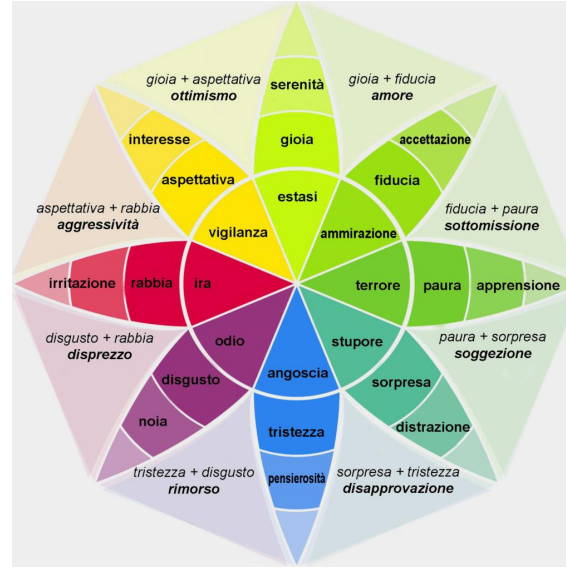 gioia + aspettativa
ottimismo
serenità
gioia + fiducia
amore
interesse
gioia
accettazione
aspettativa
fiducia
estasi
aspettativa + rabbia
aggressività
vigilanza
ammirazione
fiducia + paura
sottomissione
irritazione
rabbia
ira
terrore
paura
apprensione
disgusto + rabbia
disprezzo
odio
stupore
paura + sorpresa
soggezione
disgusto
angoscia
sorpresa
noia
tristezza
distrazione
tristezza + disgusto
rimorso
pensierosità
sorpresa + tristezza
disapprovazione